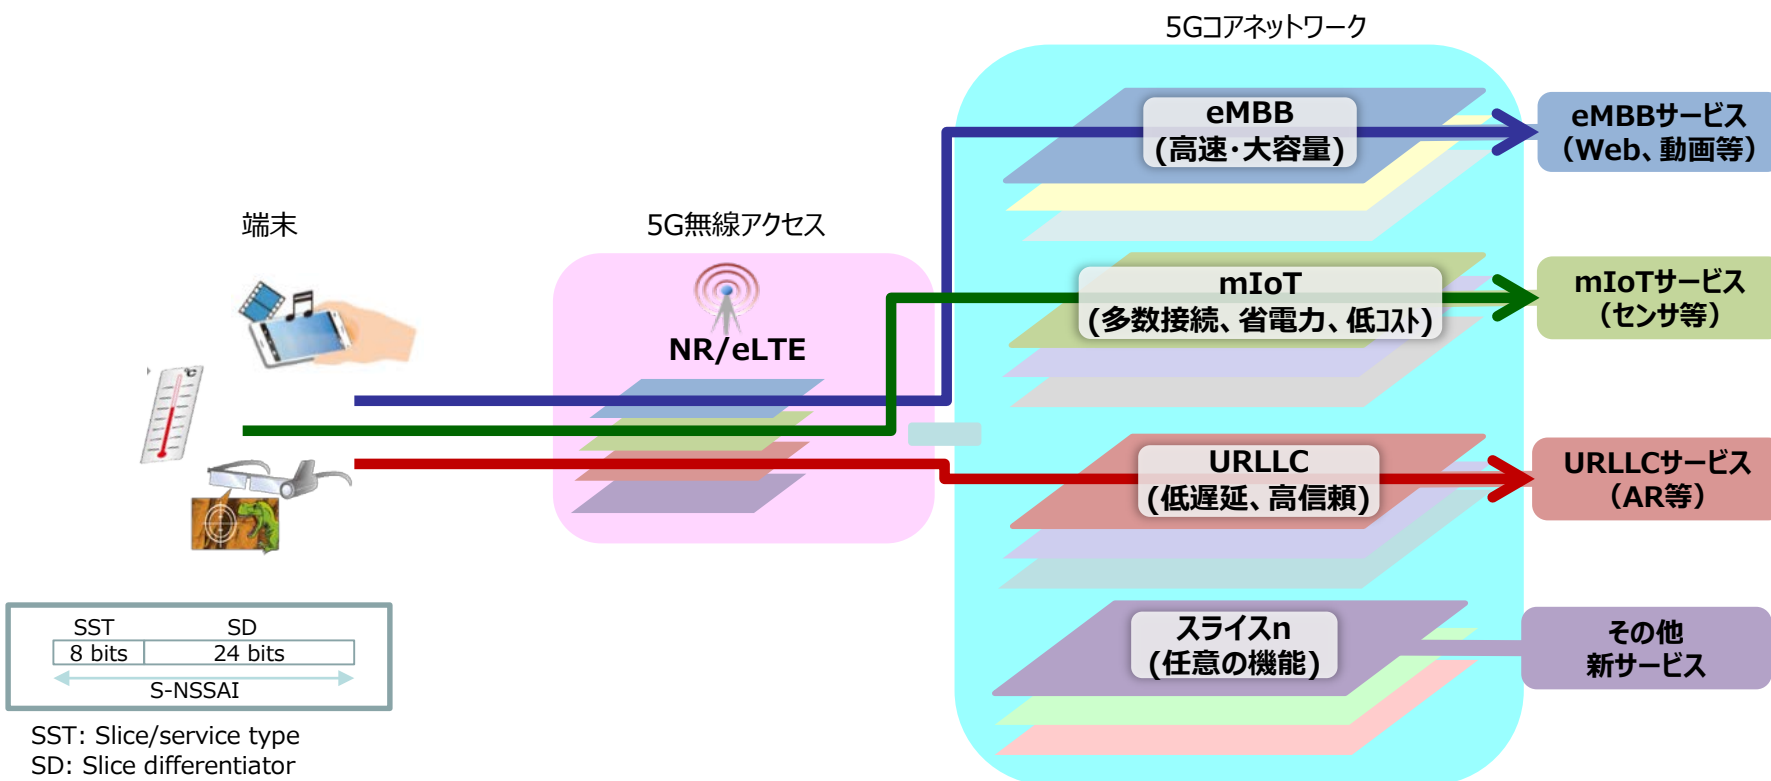 5Gコアネットワーク
eMBB
(高速・大容量)
eMBBサービス
（Web、動画等）
端末
5G無線アクセス
NR/eLTE
mIoT
(多数接続、省電力、低コスト)
mIoTサービス
（センサ等）
℃
URLLC
(低遅延、高信頼)
URLLCサービス
（AR等）
スライスn
(任意の機能)
その他
新サービス
SST SD
8 bits 24 bits
S-NSSAI
SST: Slice/service type
SD: Slice differentiator